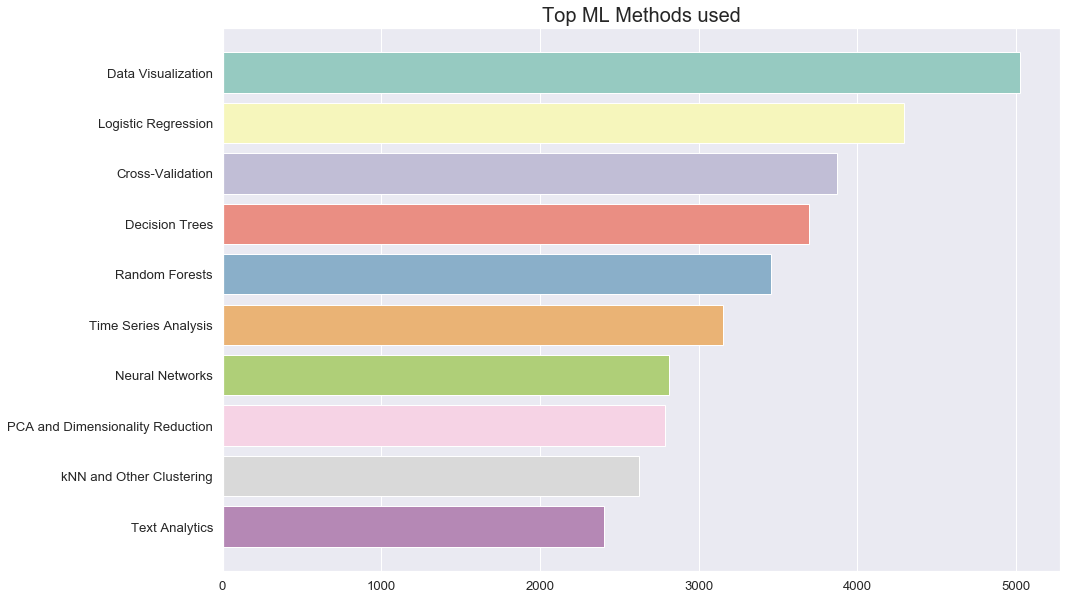 Top ML Methods used
Data Visualization
Logistic Regression
Cross-Validation
Decision Trees
Random Forests
Time Series Analysis
Neural Networks
PCA and Dimensionality Reduction
kNN and Other Clustering
Text Analytics
0 1000 2000 3000 4000 5000